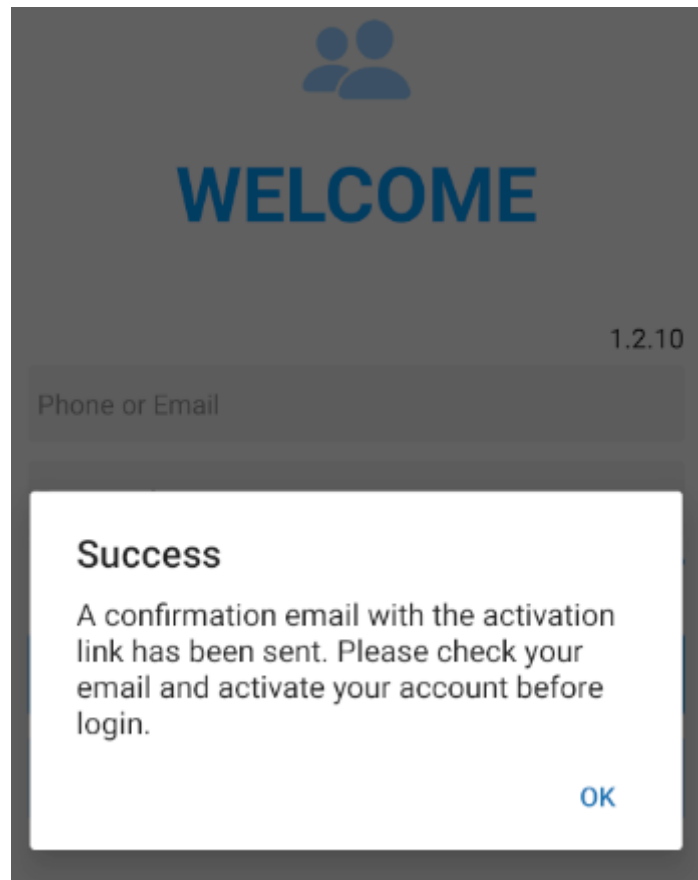 WELCOME
1.2.10
Phone or Email
Success
A confirmation email with the activation
link has been sent. Please check your
email and activate your account before
login.
OK